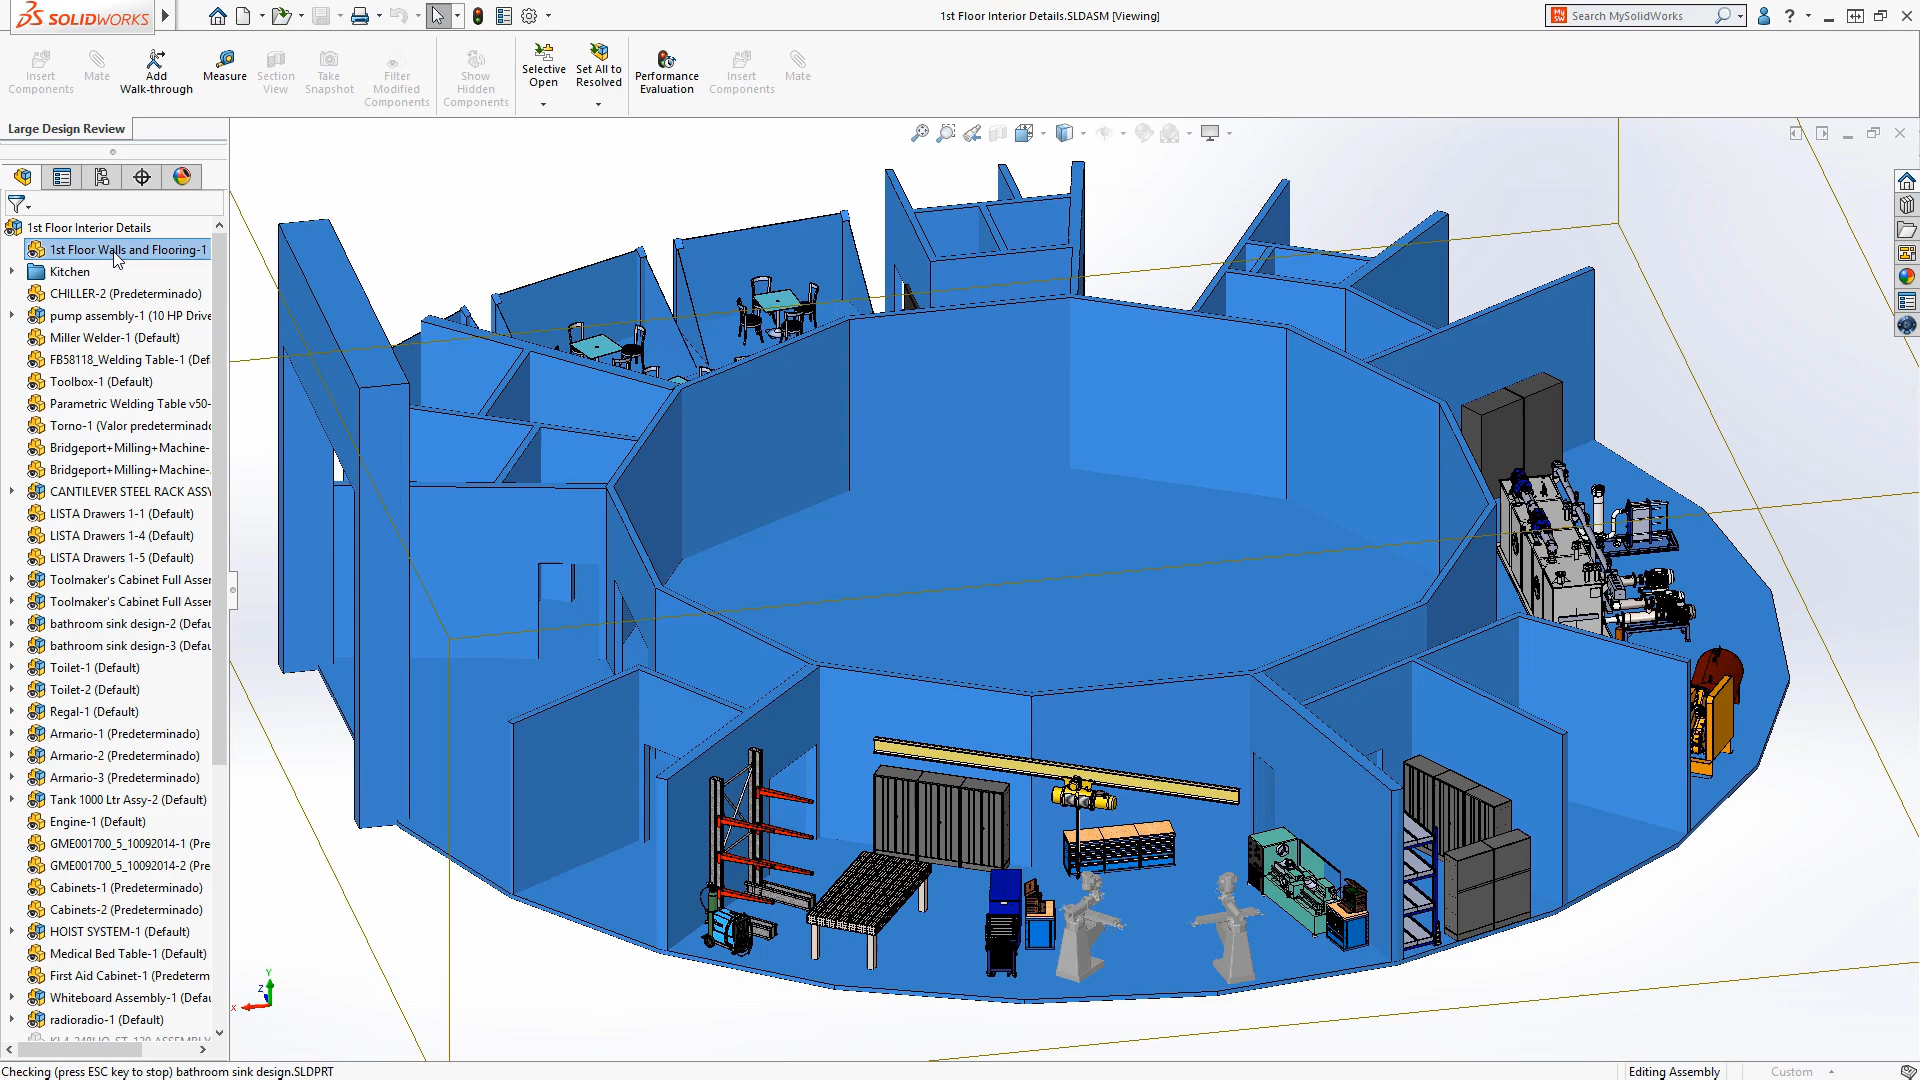 SOLIDWORKS
1st Floor Interior Details.SLDASM [Viewing]
Search MySolidWorks
Insert Components
Mate
Add Walk-through
Measure
Section View
Take Snapshot
Filter Modified Components
Show Hidden Components
Selective Open
Set All to Resolved
Performance Evaluation
Insert Components
Mate
Large Design Review
1st Floor Interior Details
1st Floor Walls and Flooring-1
Kitchen
CHILLER-2 (Predeterminado)
pump assembly-1 (10 HP Drive
Miller Welder-1 (Default)
FB58118_Welding Table-1 (Def
Toolbox-1 (Default)
Parametric Welding Table v50-
Torno-1 (Valor predeterminado
Bridgeport+Milling+Machine-
Bridgeport+Milling+Machine-
CANTILEVER STEEL RACK ASSY
LISTA Drawers 1-1 (Default)
LISTA Drawers 1-4 (Default)
LISTA Drawers 1-5 (Default)
Toolmaker's Cabinet Full Asser
Toolmaker's Cabinet Full Asser
bathroom sink design-2 (Defau
bathroom sink design-3 (Defau
Toilet-1 (Default)
Toilet-2 (Default)
Regal-1 (Default)
Armario-1 (Predeterminado)
Armario-2 (Predeterminado)
Armario-3 (Predeterminado)
Tank 1000 Ltr Assy-2 (Default)
Engine-1 (Default)
GME001700_5_10092014-1 (Pre
GME001700_5_10092014-2 (Pre
Cabinets-1 (Predeterminado)
Cabinets-2 (Predeterminado)
HOIST SYSTEM-1 (Default)
Medical Bed Table-1 (Default)
First Aid Cabinet-1 (Predeterm
Whiteboard Assembly-1 (Defau
radioradio-1 (Default)
Y
Z
X
Checking (press ESC key to stop) bathroom sink design.SLDPRT
Editing Assembly
Custom